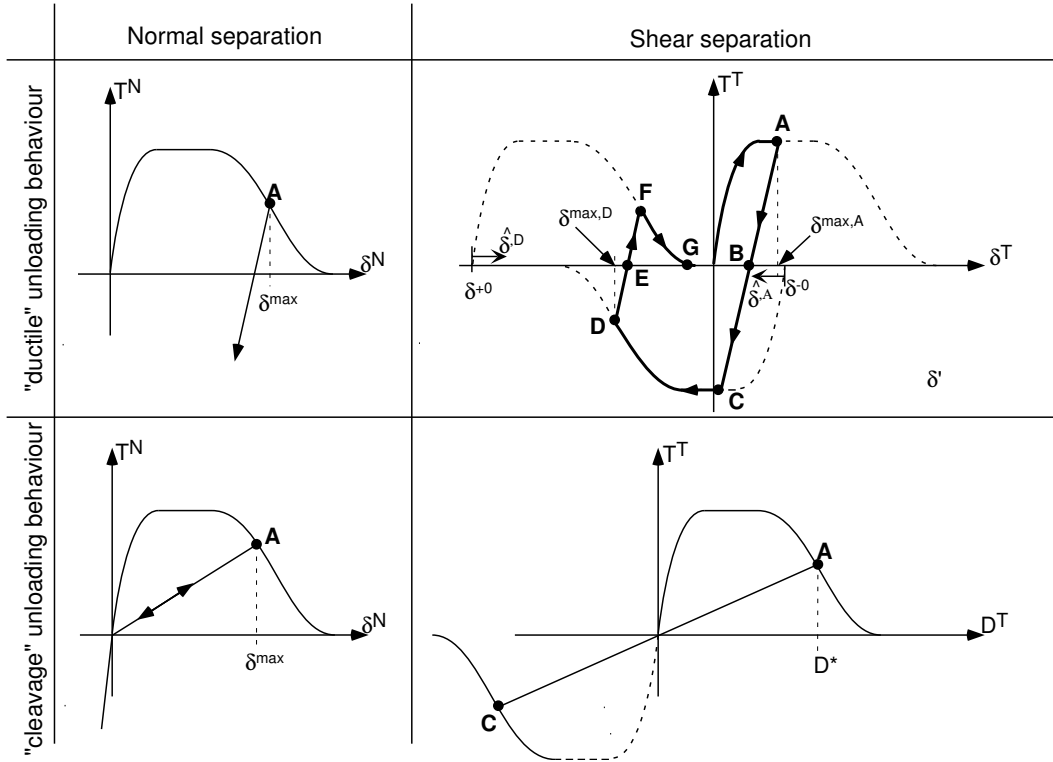 Normal separation
Shear separation
"ductile" unloading behaviour
T^N
A
δ^N
δ^max
T^T
A
F
δ^max,D
δ^max,A
δ̂,D
G
B
δ^T
δ^+0
E
δ̂,A
δ^-0
D
C
δ'
"cleavage" unloading behaviour
T^N
A
δ^N
δ^max
T^T
A
D^T
D*
C